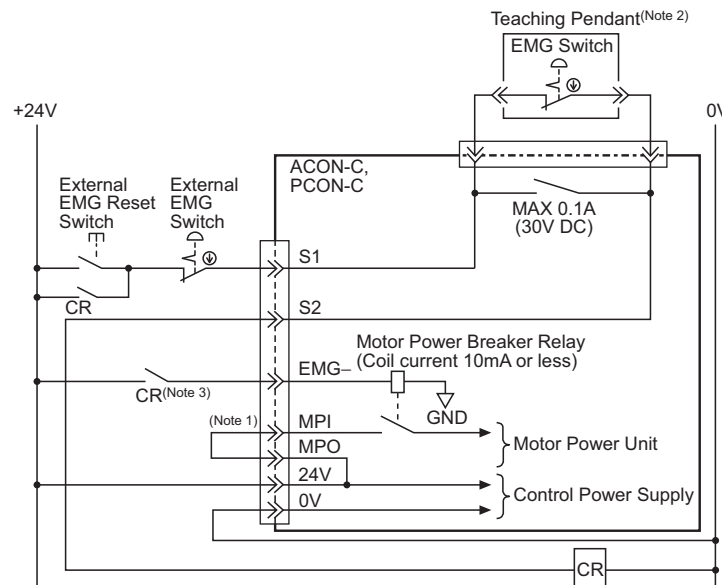 Teaching Pendant(Note 2)
EMG Switch
+24V
0V
ACON-C,
PCON-C
External
EMG Reset
Switch
External
EMG
Switch
MAX 0.1A
(30V DC)
S1
CR
S2
Motor Power Breaker Relay
(Coil current 10mA or less)
EMG–
CR(Note 3)
GND
(Note 1)
MPI
Motor Power Unit
MPO
24V
Control Power Supply
0V
CR